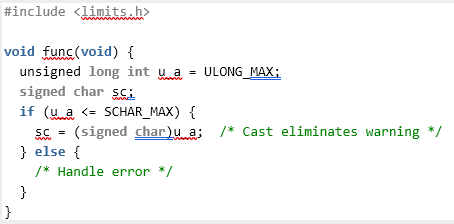 #include <limits.h>
void func(void) {
unsigned long int u_a = ULONG_MAX;
signed char sc;
if (u_a <= SCHAR_MAX) {
sc = (signed char)u_a;  /* Cast eliminates warning */
} else {
/* Handle error */
}
}